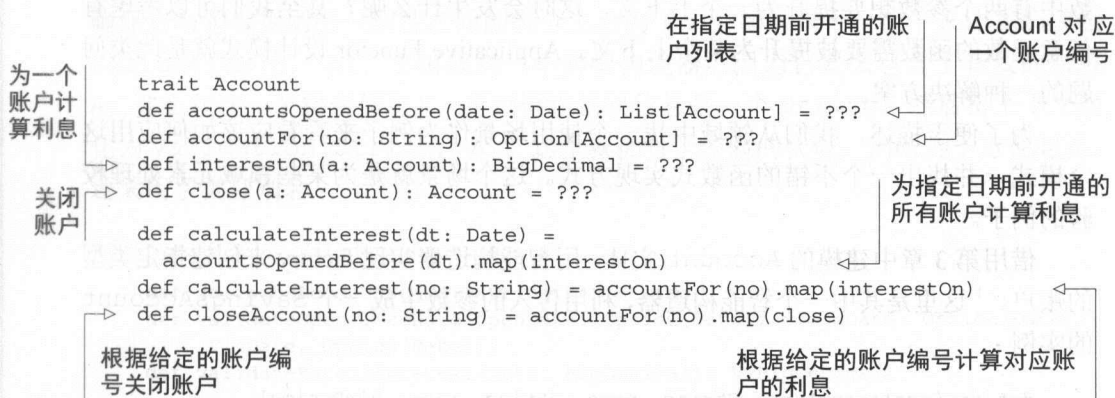 在指定日期前开通的账
户列表
Account 对应
一个账户编号
为一个
账户计
算利息
trait Account
def accountsOpenedBefore(date: Date): List[Account] = ???
def accountFor(no: String): Option[Account] = ???
def interestOn(a: Account): BigDecimal = ???
def close(a: Account): Account = ???
关闭
账户
为指定日期前开通的
所有账户计算利息
def calculateInterest(dt: Date) =
accountsOpenedBefore(dt).map(interestOn)
def calculateInterest(no: String) = accountFor(no).map(interestOn)
def closeAccount(no: String) = accountFor(no).map(close)
根据给定的账户编
号关闭账户
根据给定的账户编号计算对应账
户的利息